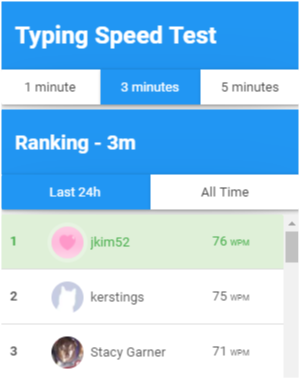 Typing Speed Test
1 minute 3 minutes 5 minutes
Ranking - 3m
Last 24h All Time
1 jkim52 76 WPM
2 kerstings 75 WPM
3 Stacy Garner 71 WPM